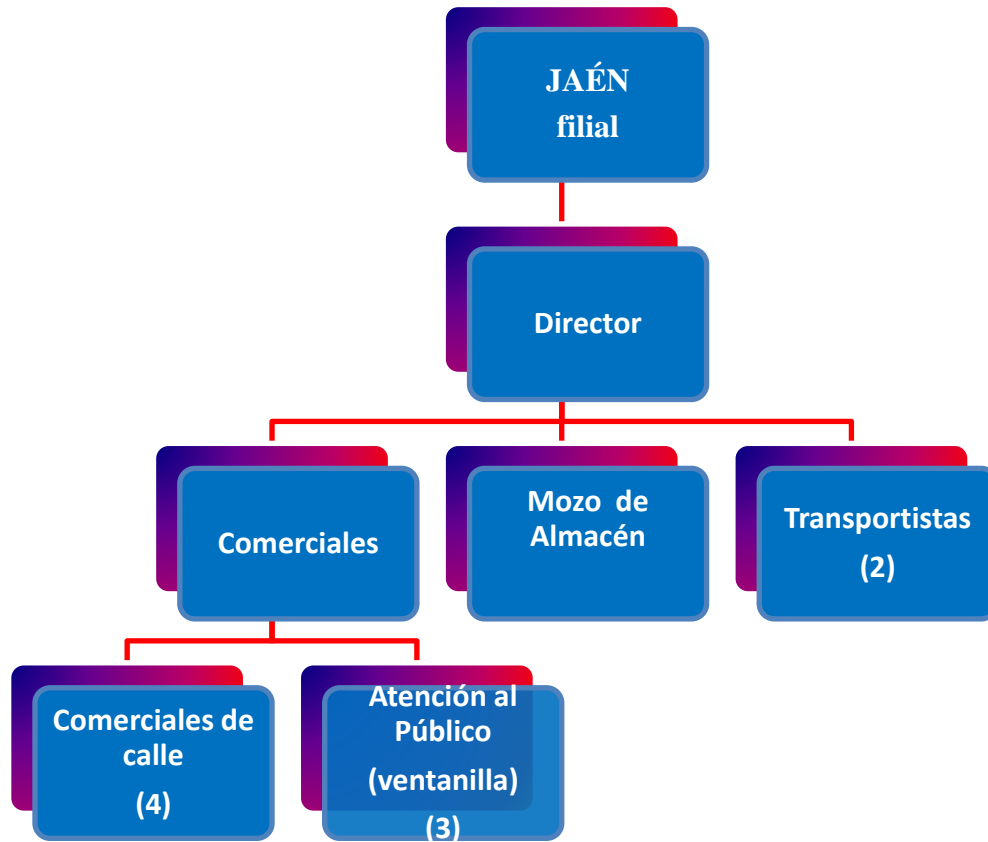 JAÉN
filial
Director
Comerciales
Mozo de
Almacén
Transportistas
(2)
Comerciales de
calle
(4)
Atención al
Público
(ventanilla)
(3)